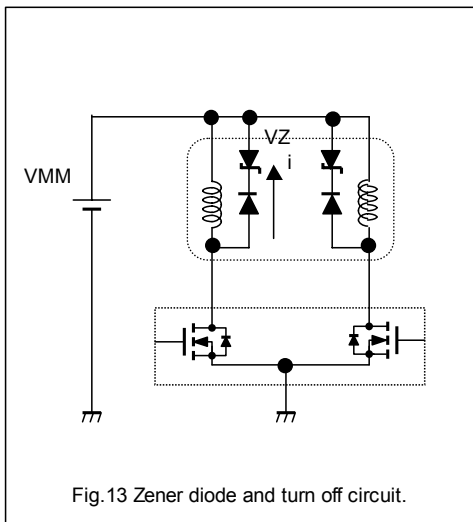 VZ
i
VMM
Fig.13 Zener diode and turn off circuit.